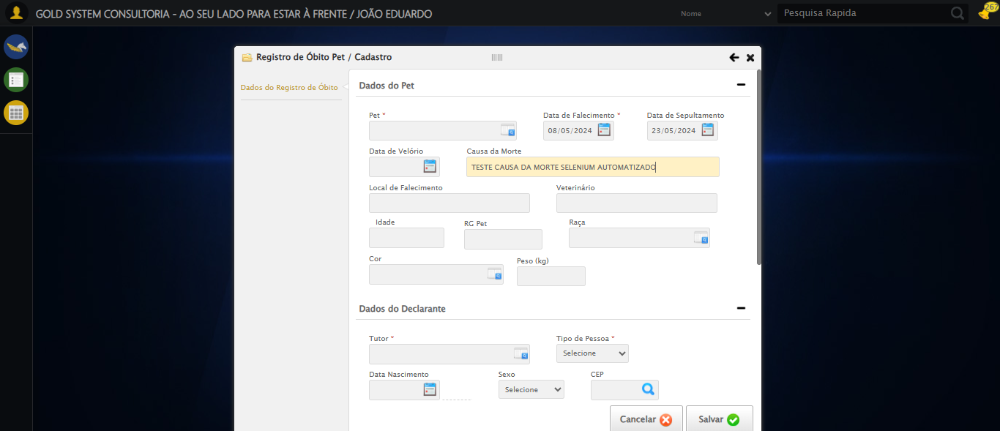 GOLD SYSTEM CONSULTORIA - AO SEU LADO PARA ESTAR À FRENTE / JOÃO EDUARDO
Nome
Pesquisa Rapida
267
Registro de Óbito Pet / Cadastro
Dados do Registro de Óbito
Dados do Pet
Pet *
Data de Falecimento *
Data de Sepultamento
08/05/2024
23/05/2024
Data de Velório
Causa da Morte
TESTE CAUSA DA MORTE SELENIUM AUTOMATIZADO
Local de Falecimento
Veterinário
Idade
RG Pet
Raça
Cor
Peso (kg)
Dados do Declarante
Tutor *
Tipo de Pessoa *
Selecione
Data Nascimento
Sexo
CEP
Selecione
Cancelar
Salvar